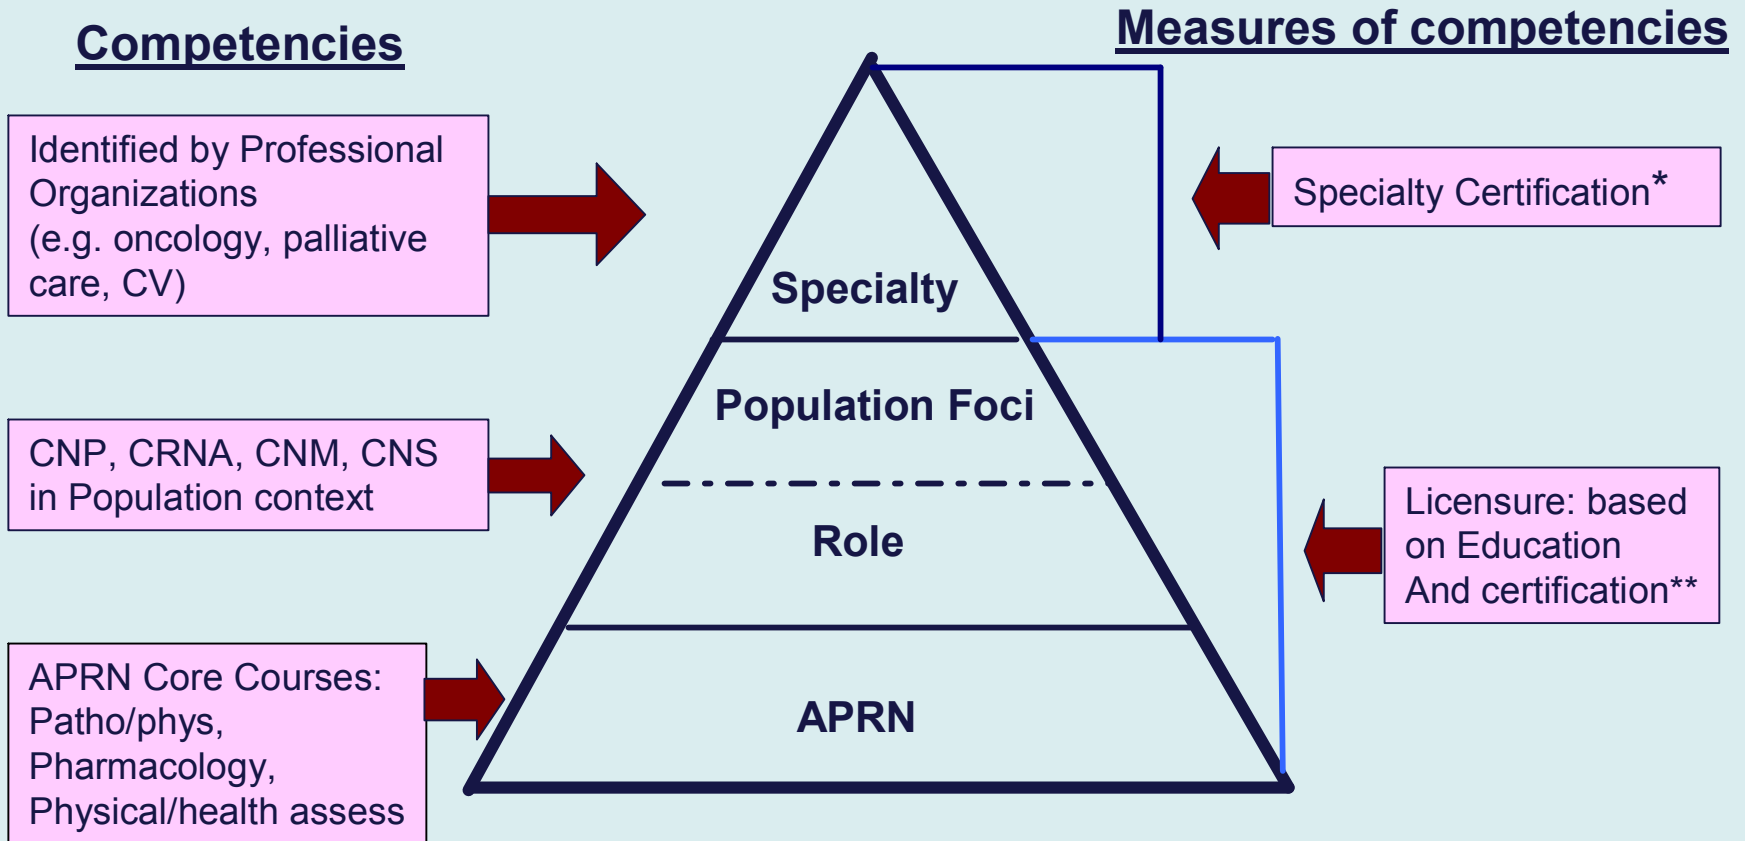 Competencies
Measures of competencies
Identified by Professional
Organizations
(e.g. oncology, palliative
care, CV)
Specialty Certification*
Specialty
Population Foci
CNP, CRNA, CNM, CNS
in Population context
Licensure: based
on Education
And certification**
Role
APRN Core Courses:
Patho/phys,
Pharmacology,
Physical/health assess
APRN